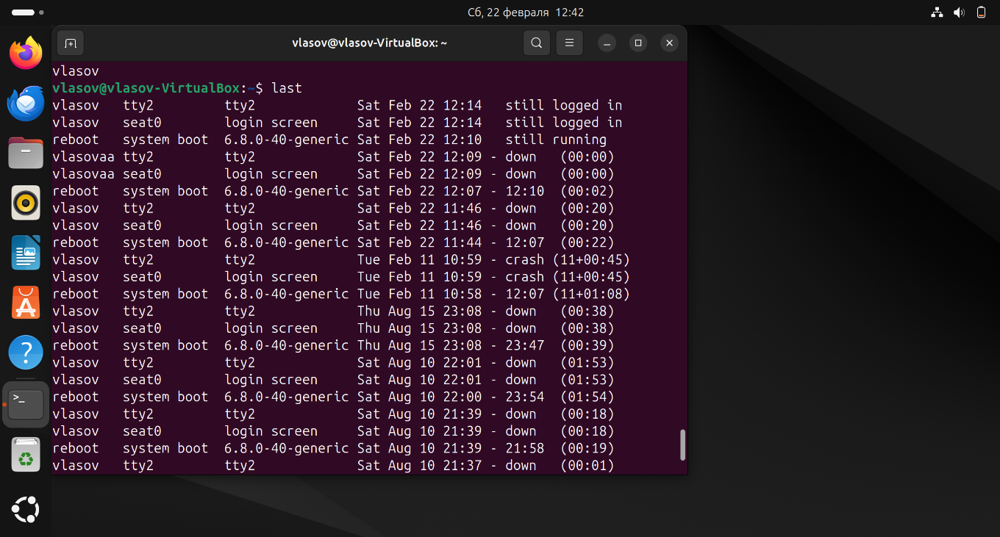 Сб, 22 февраля 12:42
vlasov@vlasov-VirtualBox: ~
vlasov
vlasov@vlasov-VirtualBox:~$ last
vlasov   tty2         tty2             Sat Feb 22 12:14   still logged in
vlasov   seat0        login screen     Sat Feb 22 12:14   still logged in
reboot   system boot  6.8.0-40-generic Sat Feb 22 12:10   still running
vlasovaa tty2         tty2             Sat Feb 22 12:09 - down   (00:00)
vlasovaa seat0        login screen     Sat Feb 22 12:09 - down   (00:00)
reboot   system boot  6.8.0-40-generic Sat Feb 22 12:07 - 12:10  (00:02)
vlasov   tty2         tty2             Sat Feb 22 11:46 - down   (00:20)
vlasov   seat0        login screen     Sat Feb 22 11:46 - down   (00:20)
reboot   system boot  6.8.0-40-generic Sat Feb 22 11:44 - 12:07  (00:22)
vlasov   tty2         tty2             Tue Feb 11 10:59 - crash (11+00:45)
vlasov   seat0        login screen     Tue Feb 11 10:59 - crash (11+00:45)
reboot   system boot  6.8.0-40-generic Tue Feb 11 10:58 - 12:07 (11+01:08)
vlasov   tty2         tty2             Thu Aug 15 23:08 - down   (00:38)
vlasov   seat0        login screen     Thu Aug 15 23:08 - down   (00:38)
reboot   system boot  6.8.0-40-generic Thu Aug 15 23:08 - 23:47  (00:39)
vlasov   tty2         tty2             Sat Aug 10 22:01 - down   (01:53)
vlasov   seat0        login screen     Sat Aug 10 22:01 - down   (01:53)
reboot   system boot  6.8.0-40-generic Sat Aug 10 22:00 - 23:54  (01:54)
vlasov   tty2         tty2             Sat Aug 10 21:39 - down   (00:18)
vlasov   seat0        login screen     Sat Aug 10 21:39 - down   (00:18)
reboot   system boot  6.8.0-40-generic Sat Aug 10 21:39 - 21:58  (00:19)
vlasov   tty2         tty2             Sat Aug 10 21:37 - down   (00:01)